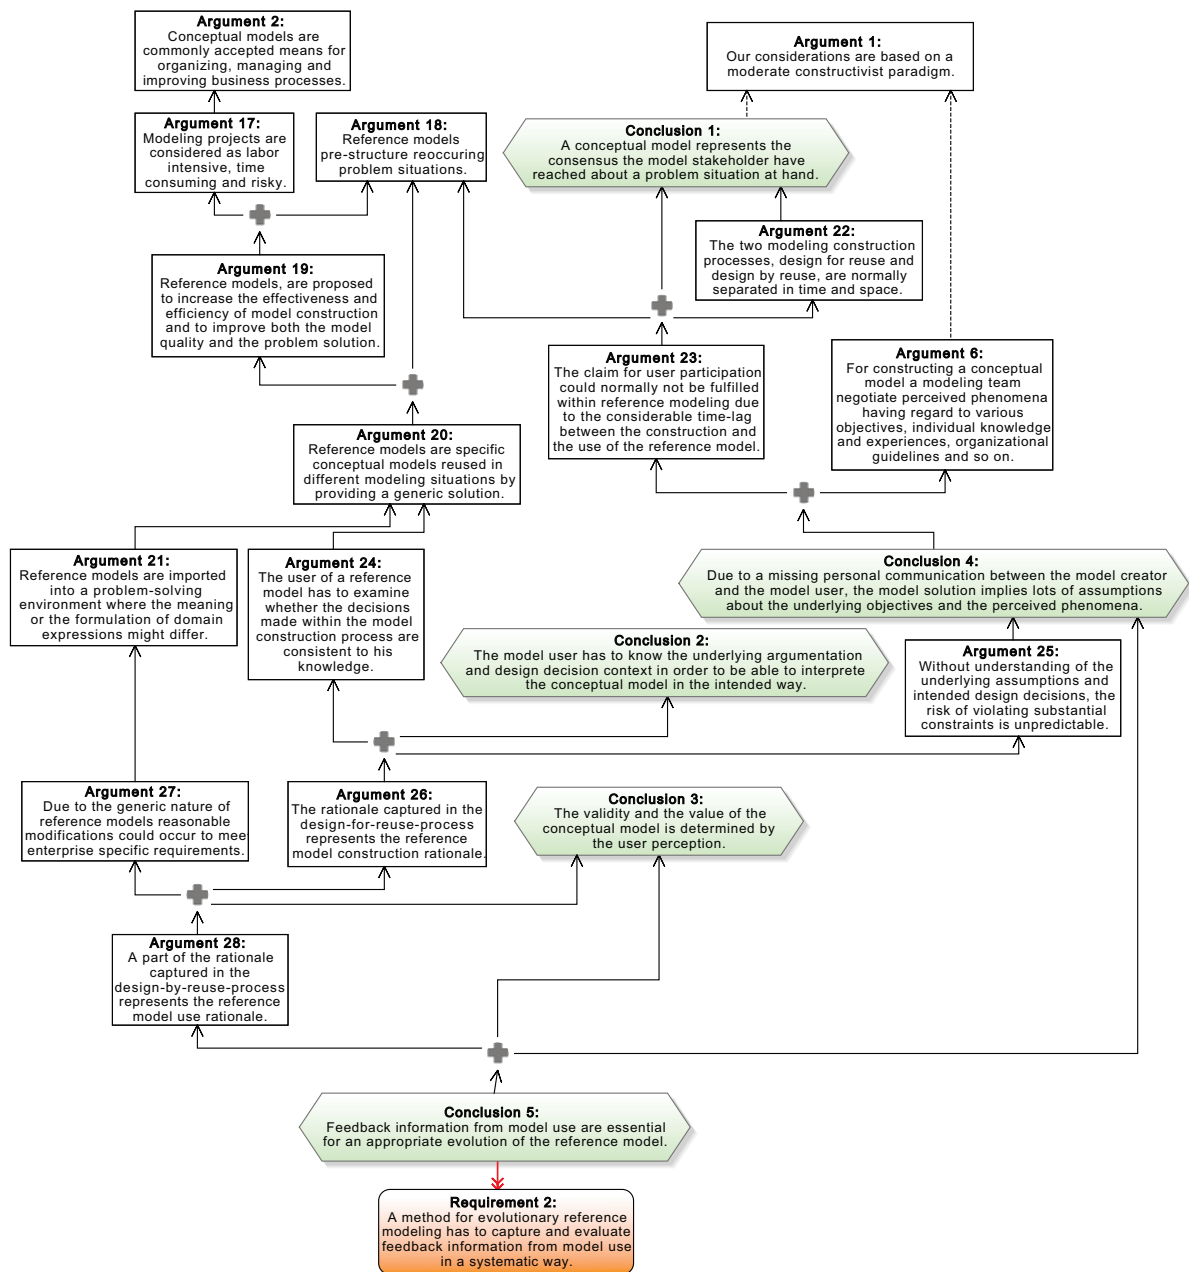 Argument 2:
Conceptual models are
commonly accepted means for
organizing, managing and
improving business processes.
Argument 1:
Our considerations are based on a
moderate constructivist paradigm.
Argument 17:
Modeling projects are
considered as labor
intensive, time
consuming and risky.
Argument 18:
Reference models
pre-structure reoccuring
problem situations.
Conclusion 1:
A conceptual model represents the
consensus the model stakeholder have
reached about a problem situation at hand.
Argument 22:
The two modeling construction
processes, design for reuse and
design by reuse, are normally
separated in time and space.
Argument 19:
Reference models, are proposed
to increase the effectiveness and
efficiency of model construction
and to improve both the model
quality and the problem solution.
Argument 23:
The claim for user participation
could normally not be fulfilled
within reference modeling due
to the considerable time-lag
between the construction and
the use of the reference model.
Argument 6:
For constructing a conceptual
model a modeling team
negotiate perceived phenomena
having regard to various
objectives, individual knowledge
and experiences, organizational
guidelines and so on.
Argument 20:
Reference models are specific
conceptual models reused in
different modeling situations by
providing a generic solution.
Argument 21:
Reference models are imported
into a problem-solving
environment where the meaning
or the formulation of domain
expressions might differ.
Argument 24:
The user of a reference
model has to examine
whether the decisions
made within the model
construction process are
consistent to his
knowledge.
Conclusion 4:
Due to a missing personal communication between the model creator
and the model user, the model solution implies lots of assumptions
about the underlying objectives and the perceived phenomena.
Conclusion 2:
The model user has to know the underlying argumentation
and design decision context in order to be able to interprete
the conceptual model in the intended way.
Argument 25:
Without understanding of the
underlying assumptions and
intended design decisions, the
risk of violating substantial
constraints is unpredictable.
Argument 27:
Due to the generic nature of
reference models reasonable
modifications could occur to mee
enterprise specific requirements.
Argument 26:
The rationale captured in the
design-for-reuse-process
represents the reference
model construction rationale.
Conclusion 3:
The validity and the value of the
conceptual model is determined by
the user perception.
Argument 28:
A part of the rationale
captured in the
design-by-reuse-process
represents the reference
model use rationale.
Conclusion 5:
Feedback information from model use are essential
for an appropriate evolution of the reference model.
Requirement 2:
A method for evolutionary reference
modeling has to capture and evaluate
feedback information from model use
in a systematic way.